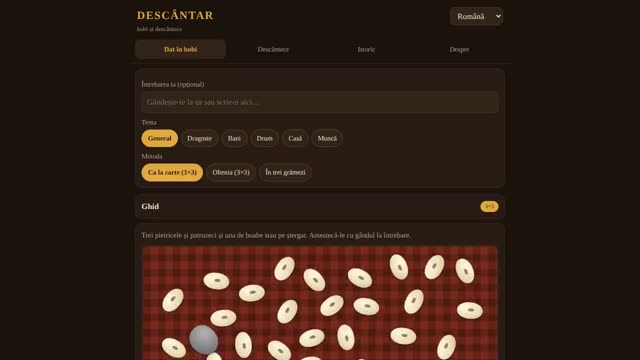 DESCÂNTAR
bobi și descântece
Română
Dat în bobi
Descântece
Istoric
Despre
Întrebarea ta (opțional)
Gândește-te la ea sau scrie-o aici...
Tema
General
Dragoste
Bani
Drum
Casă
Muncă
Metoda
Ca la carte (3×3)
Oltenia (3×3)
În trei grămezi
Ghid
3×3
Trei pietricele și patruzeci și una de boabe stau pe ștergar. Amestecă-le cu gândul la întrebare.